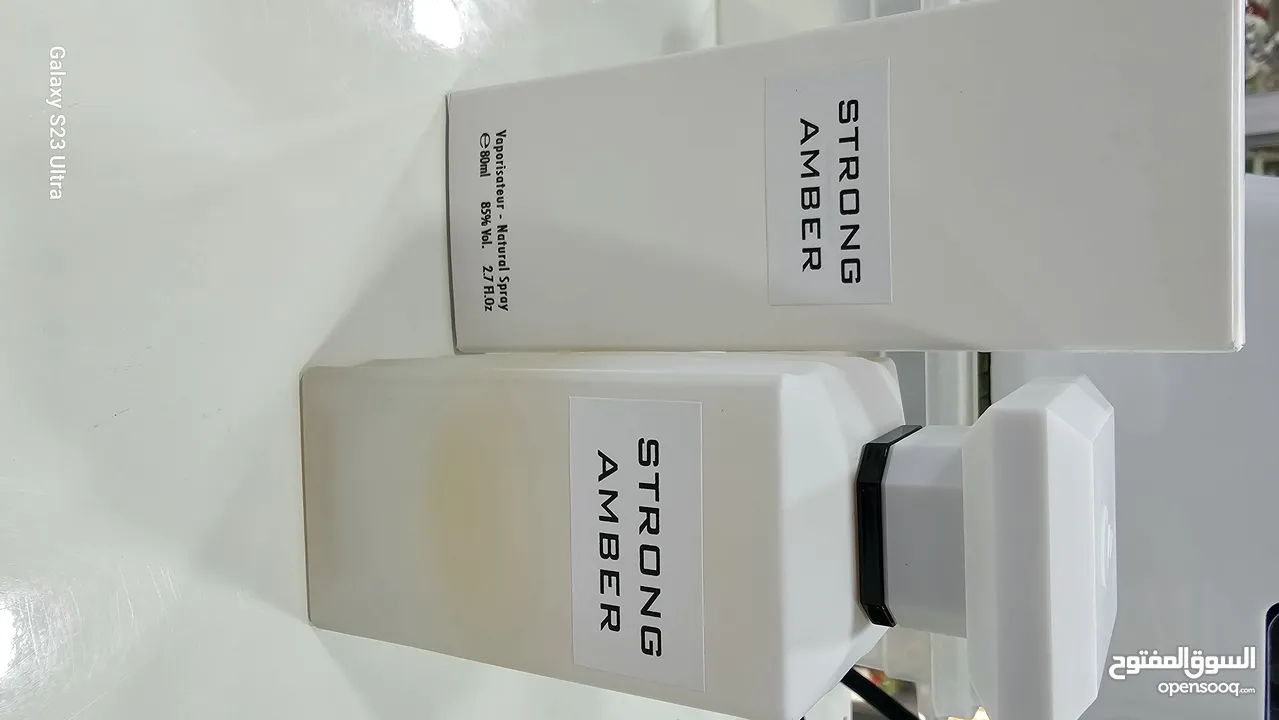 STRONG
AMBER
Vaporisateur - Natural Spray
℮80ml 85% Vol. 2.7 Fl.Oz
STRONG
AMBER
Galaxy S23 Ultra
السوق المفتوح
opensooq.com